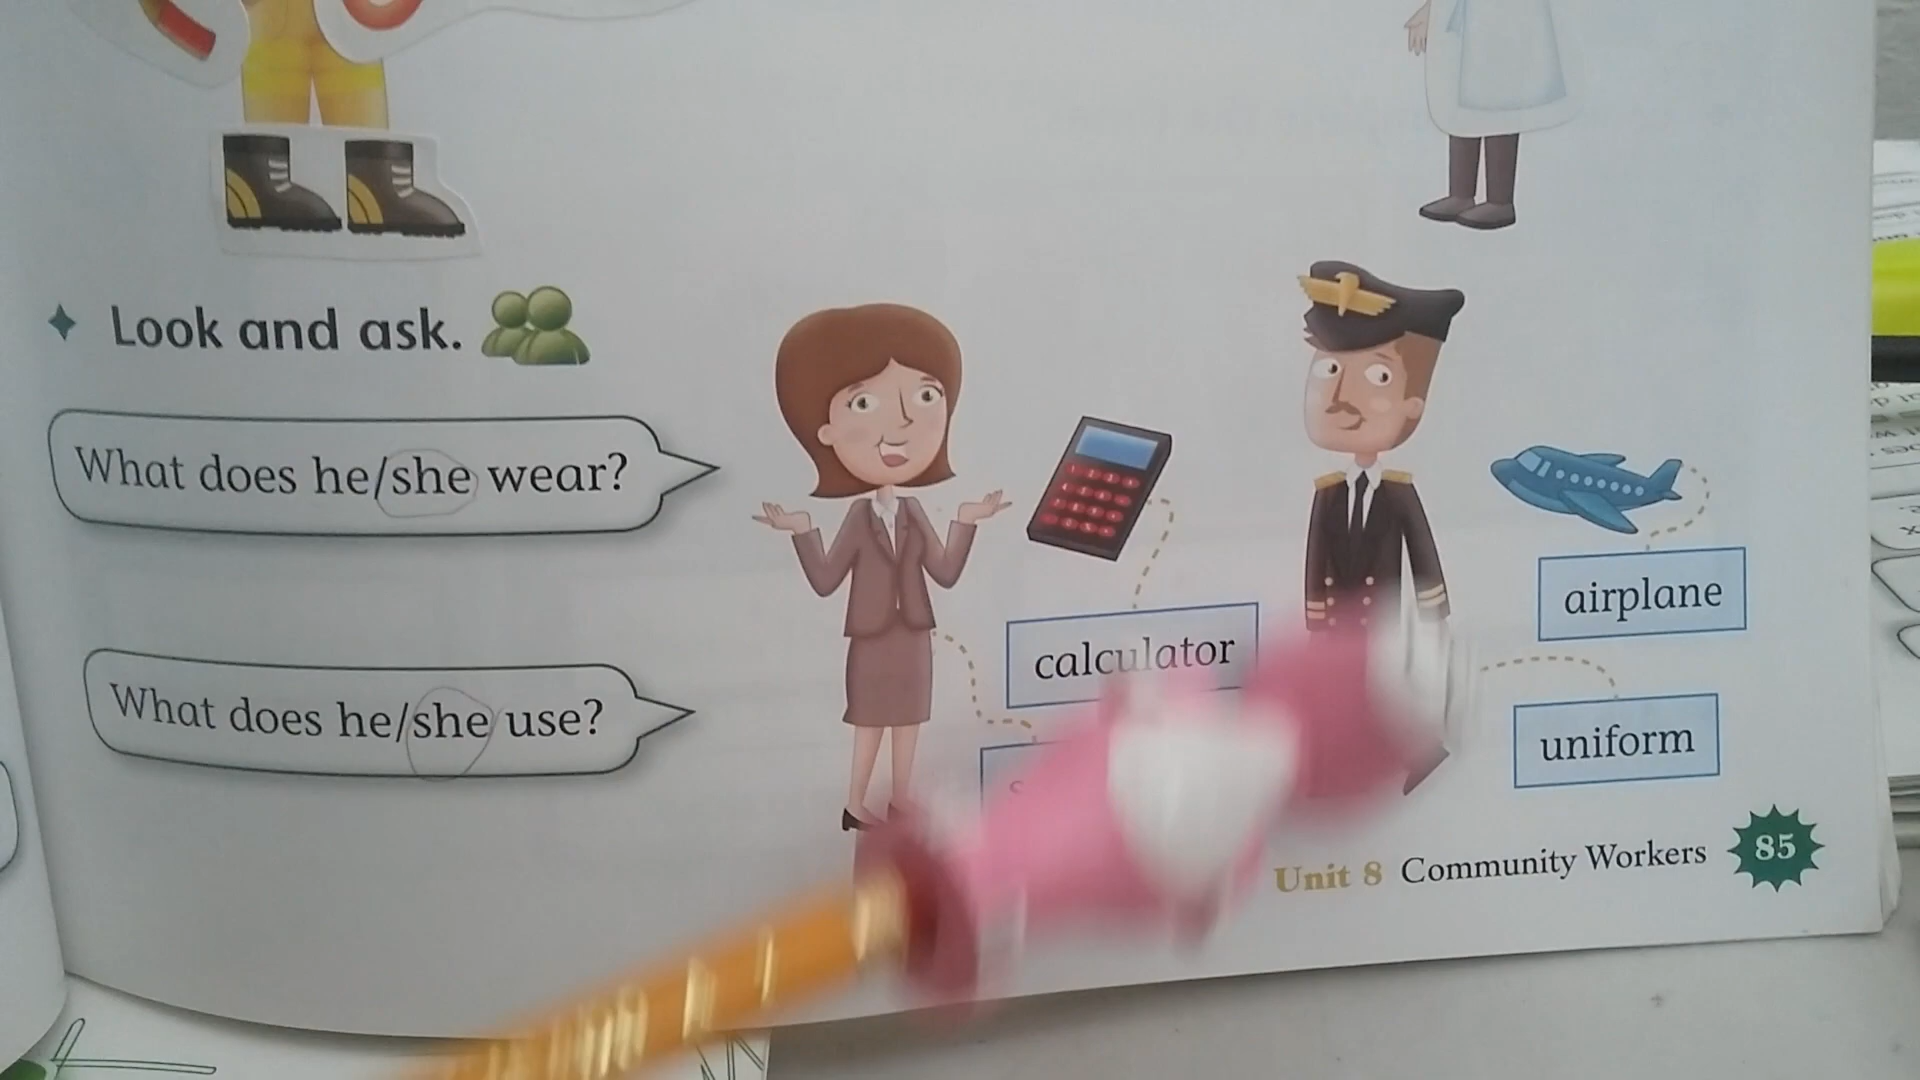 Look and ask.
What does he/she wear?
What does he/she use?
calculator
airplane
uniform
Unit 8 Community Workers 85